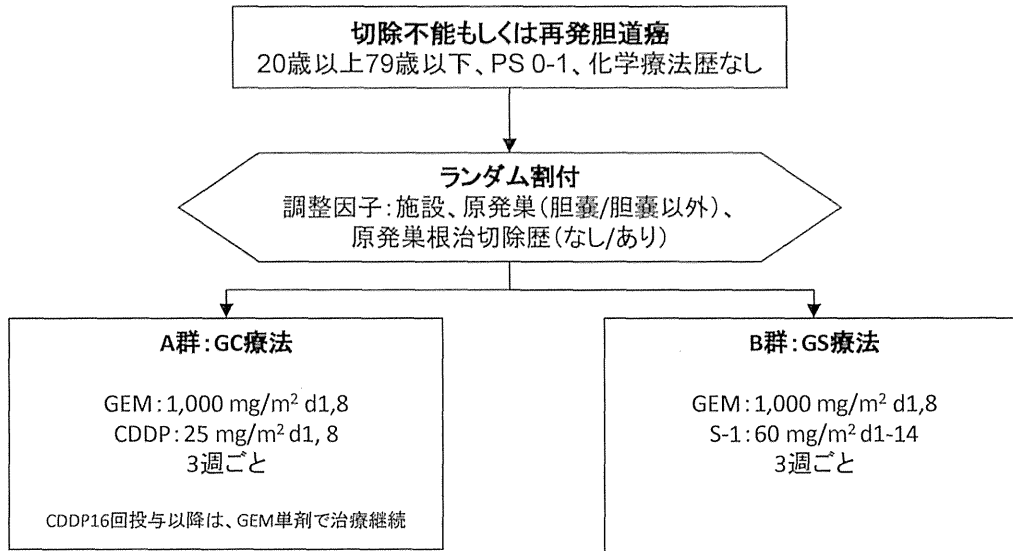 切除不能もしくは再発胆道癌
20歳以上79歳以下、PS 0-1、化学療法歴なし
ランダム割付
調整因子:施設、原発巣(胆嚢/胆嚢以外)、
原発巣根治切除歴(なし/あり)
A群:GC療法
GEM:1,000 mg/m² d1,8
CDDP:25 mg/m² d1, 8
3週ごと
CDDP16回投与以降は、GEM単剤で治療継続
B群:GS療法
GEM:1,000 mg/m² d1,8
S-1:60 mg/m² d1-14
3週ごと